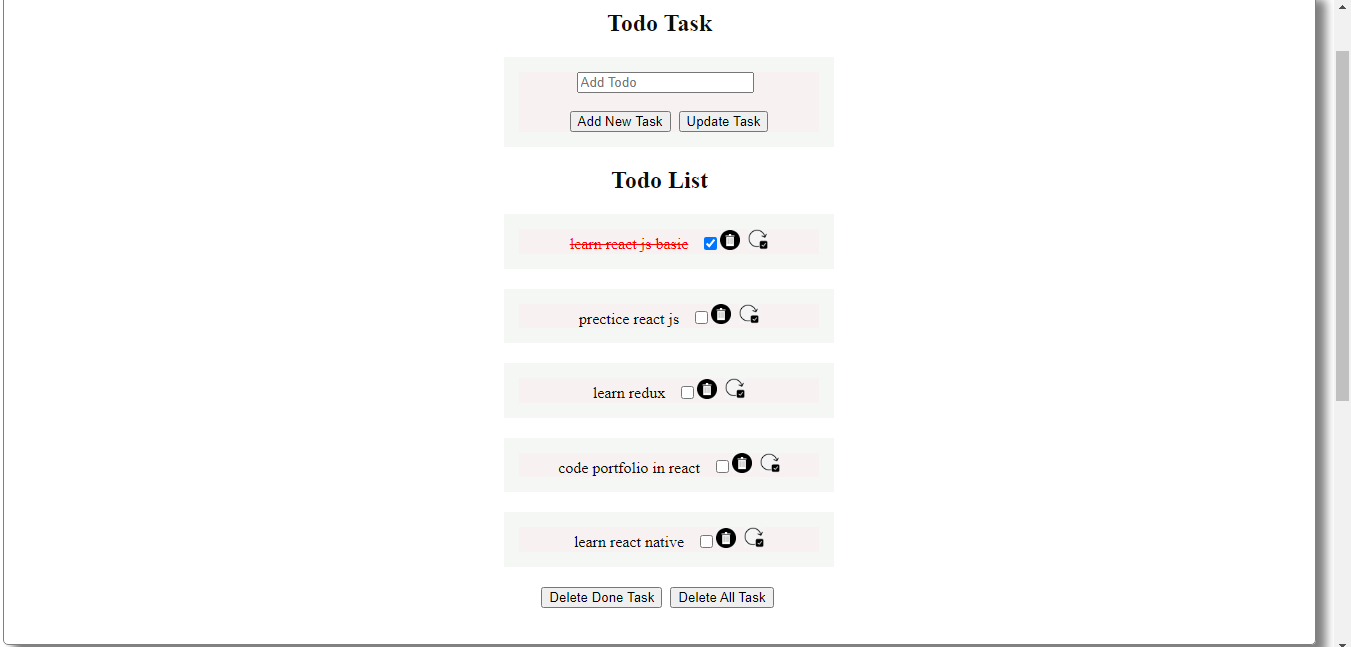 Todo Task
Add Todo
Add New Task Update Task
Todo List
learn react js basic
prectice react js
learn redux
code portfolio in react
learn react native
Delete Done Task Delete All Task